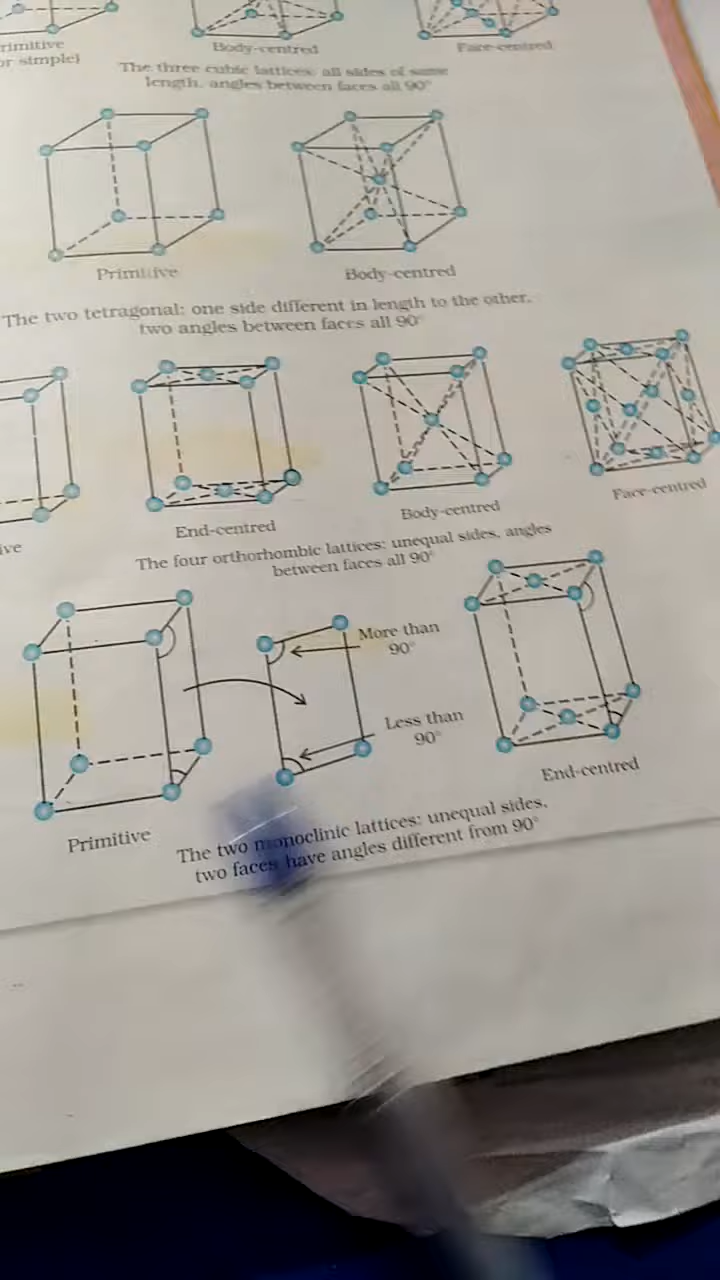 rimitive
or simple)
Body-centred
Face-centred
The three cubic lattices: all sides of same
length, angles between faces all 90°
Primitive
Body-centred
The two tetragonal: one side different in length to the other,
two angles between faces all 90°
ive
End-centred
Body-centred
Face-centred
The four orthorhombic lattices: unequal sides, angles
between faces all 90°
More than
90°
Less than
90°
Primitive
End-centred
The two monoclinic lattices: unequal sides,
two faces have angles different from 90°